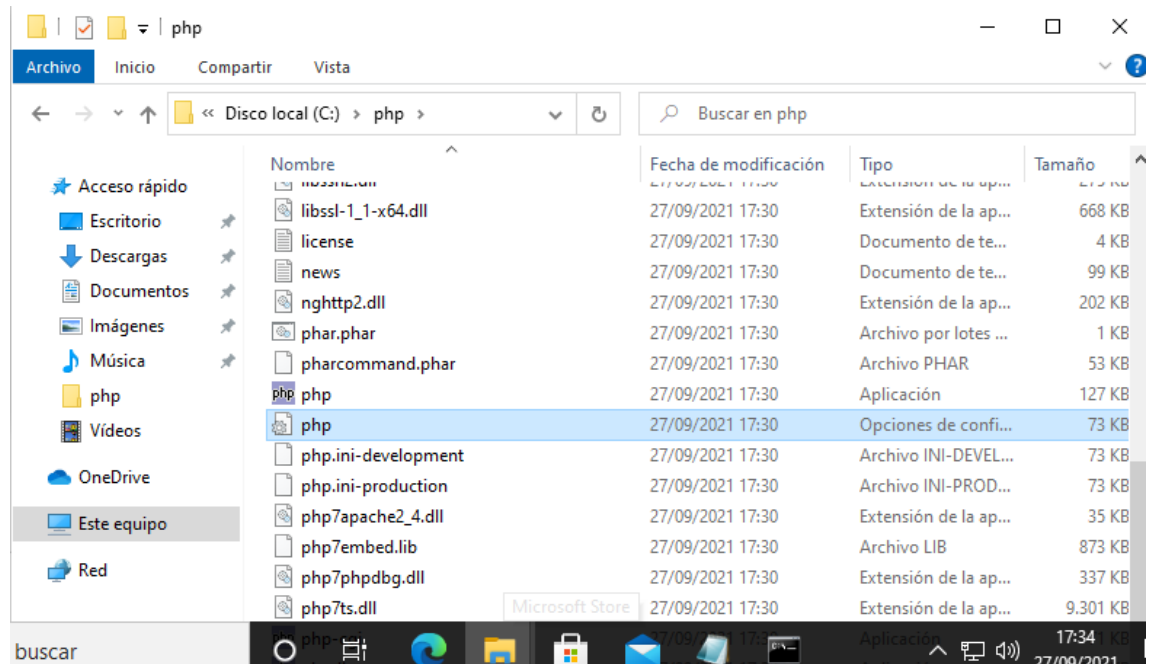 php
Archivo Inicio Compartir Vista
« Disco local (C:) > php >
Buscar en php
Acceso rápido
Escritorio
Descargas
Documentos
Imágenes
Música
php
Vídeos
OneDrive
Este equipo
Red
Nombre Fecha de modificación Tipo Tamaño
libssl-1_1-x64.dll 27/09/2021 17:30 Extensión de la ap... 668 KB
license 27/09/2021 17:30 Documento de te... 4 KB
news 27/09/2021 17:30 Documento de te... 99 KB
nghttp2.dll 27/09/2021 17:30 Extensión de la ap... 202 KB
phar.phar 27/09/2021 17:30 Archivo por lotes ... 1 KB
pharcommand.phar 27/09/2021 17:30 Archivo PHAR 53 KB
php php 27/09/2021 17:30 Aplicación 127 KB
php 27/09/2021 17:30 Opciones de confi... 73 KB
php.ini-development 27/09/2021 17:30 Archivo INI-DEVEL... 73 KB
php.ini-production 27/09/2021 17:30 Archivo INI-PROD... 73 KB
php7apache2_4.dll 27/09/2021 17:30 Extensión de la ap... 35 KB
php7embed.lib 27/09/2021 17:30 Archivo LIB 873 KB
php7phpdbg.dll 27/09/2021 17:30 Extensión de la ap... 337 KB
php7ts.dll 27/09/2021 17:30 Extensión de la ap... 9.301 KB
Microsoft Store
buscar
17:34
27/09/2021